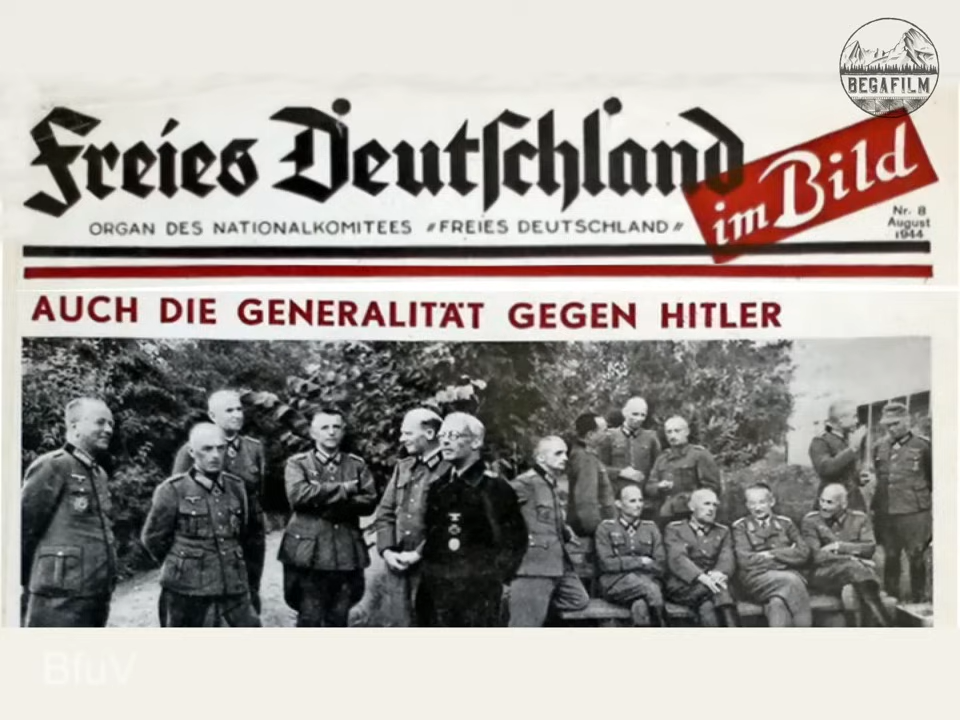 BEGAFILM
Freies Deutschland
im Bild
ORGAN DES NATIONALKOMITEES "FREIES DEUTSCHLAND"
Nr. 8
August
1944
AUCH DIE GENERALITÄT GEGEN HITLER
BfuV